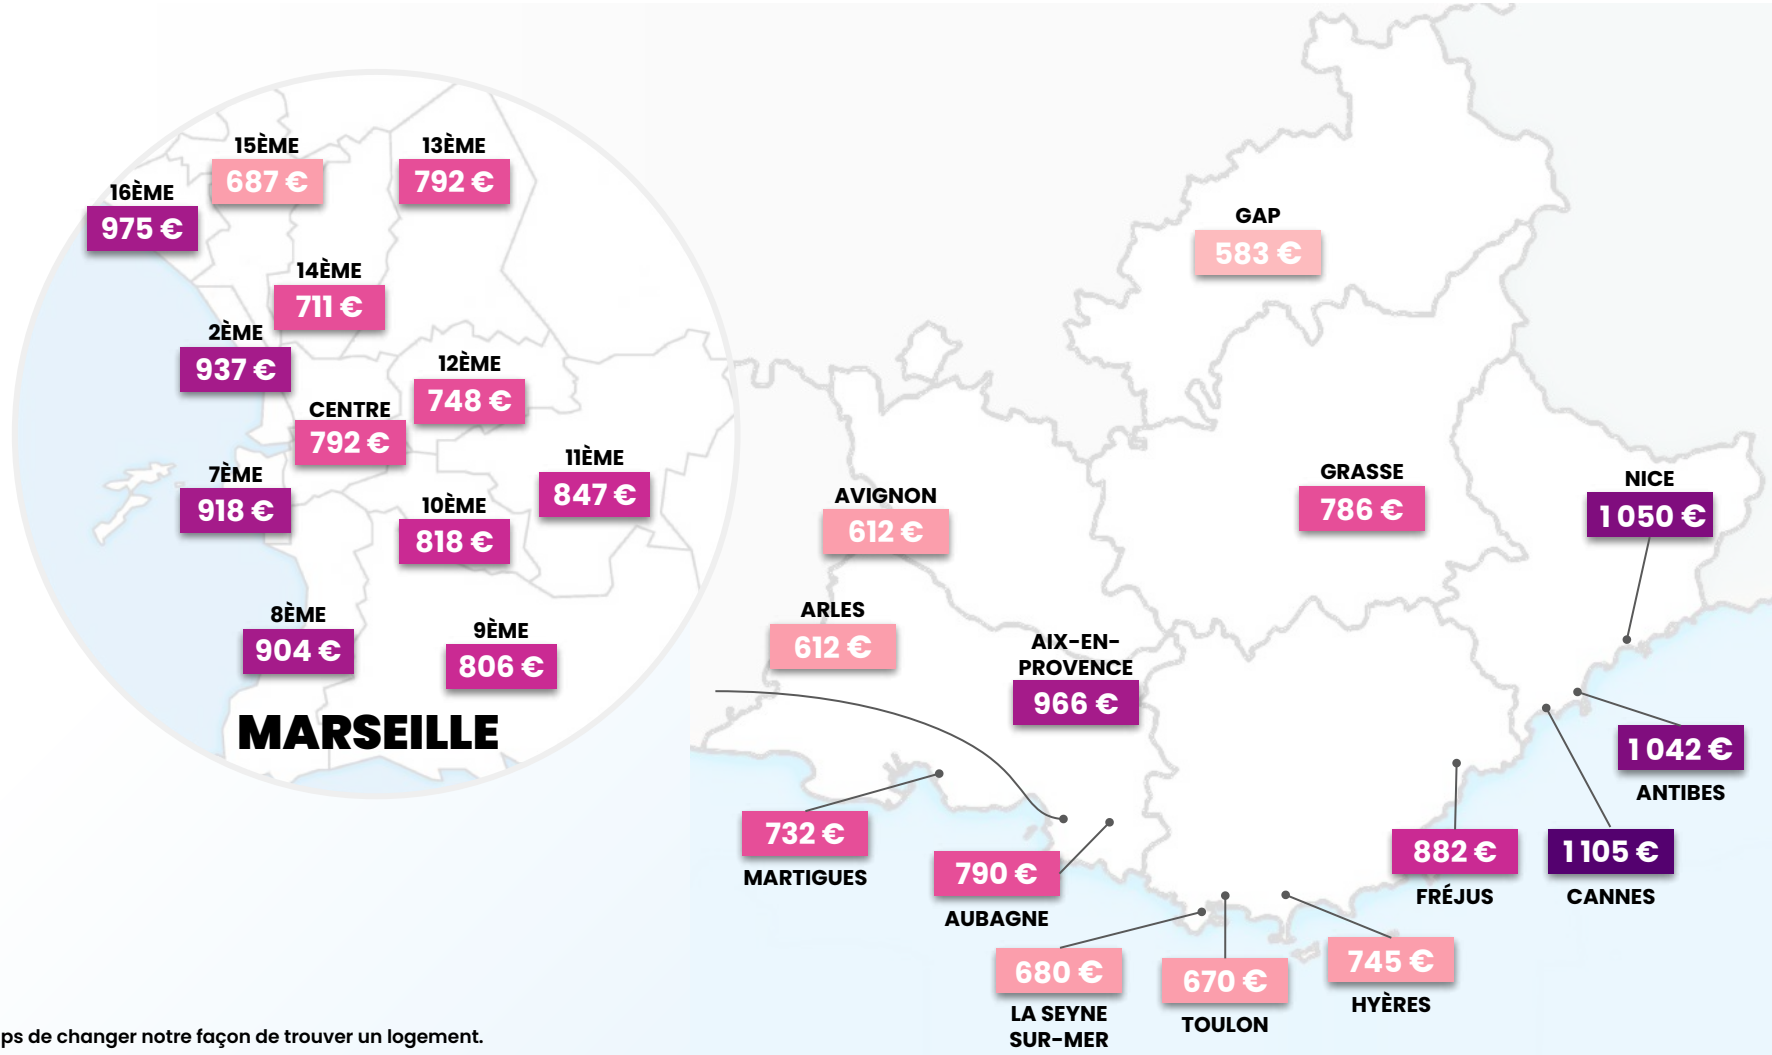 15ÈME
687 €
13ÈME
792 €
16ÈME
975 €
14ÈME
711 €
2ÈME
937 €
12ÈME
748 €
CENTRE
792 €
11ÈME
847 €
7ÈME
918 €
10ÈME
818 €
8ÈME
904 €
9ÈME
806 €
MARSEILLE
GAP
583 €
GRASSE
786 €
NICE
1 050 €
AVIGNON
612 €
ARLES
612 €
AIX-EN-
PROVENCE
966 €
1 042 €
ANTIBES
732 €
MARTIGUES
790 €
AUBAGNE
882 €
FRÉJUS
1 105 €
CANNES
680 €
LA SEYNE
SUR-MER
670 €
TOULON
745 €
HYÈRES
ps de changer notre façon de trouver un logement.